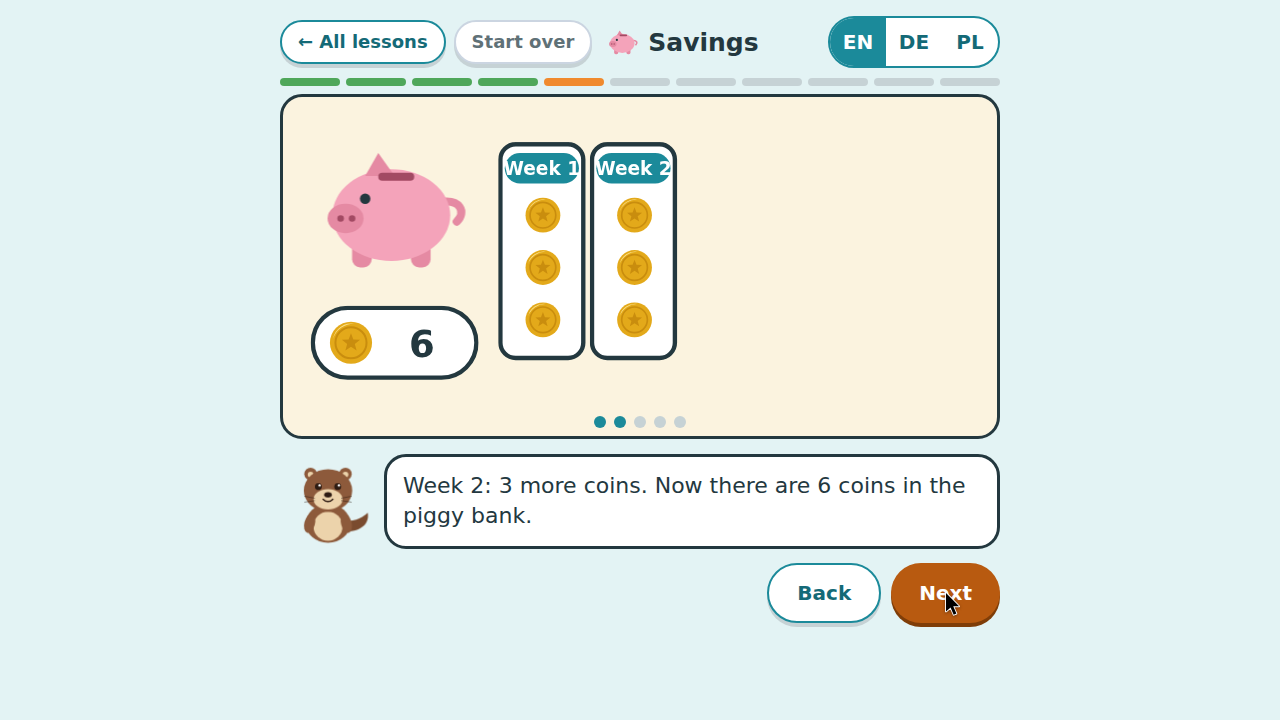 ← All lessons
Start over
Savings
EN
DE
PL
Week 1
Week 2
6
Week 2: 3 more coins. Now there are 6 coins in the
piggy bank.
Back
Next